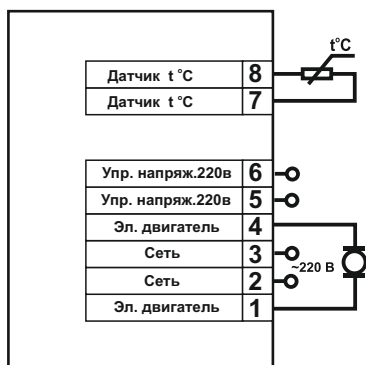 t°C
Датчик t °C 8
Датчик t °C 7
Упр. напряж.220в 6
Упр. напряж.220в 5
Эл. двигатель 4
Сеть 3
~220 В
Сеть 2
Эл. двигатель 1